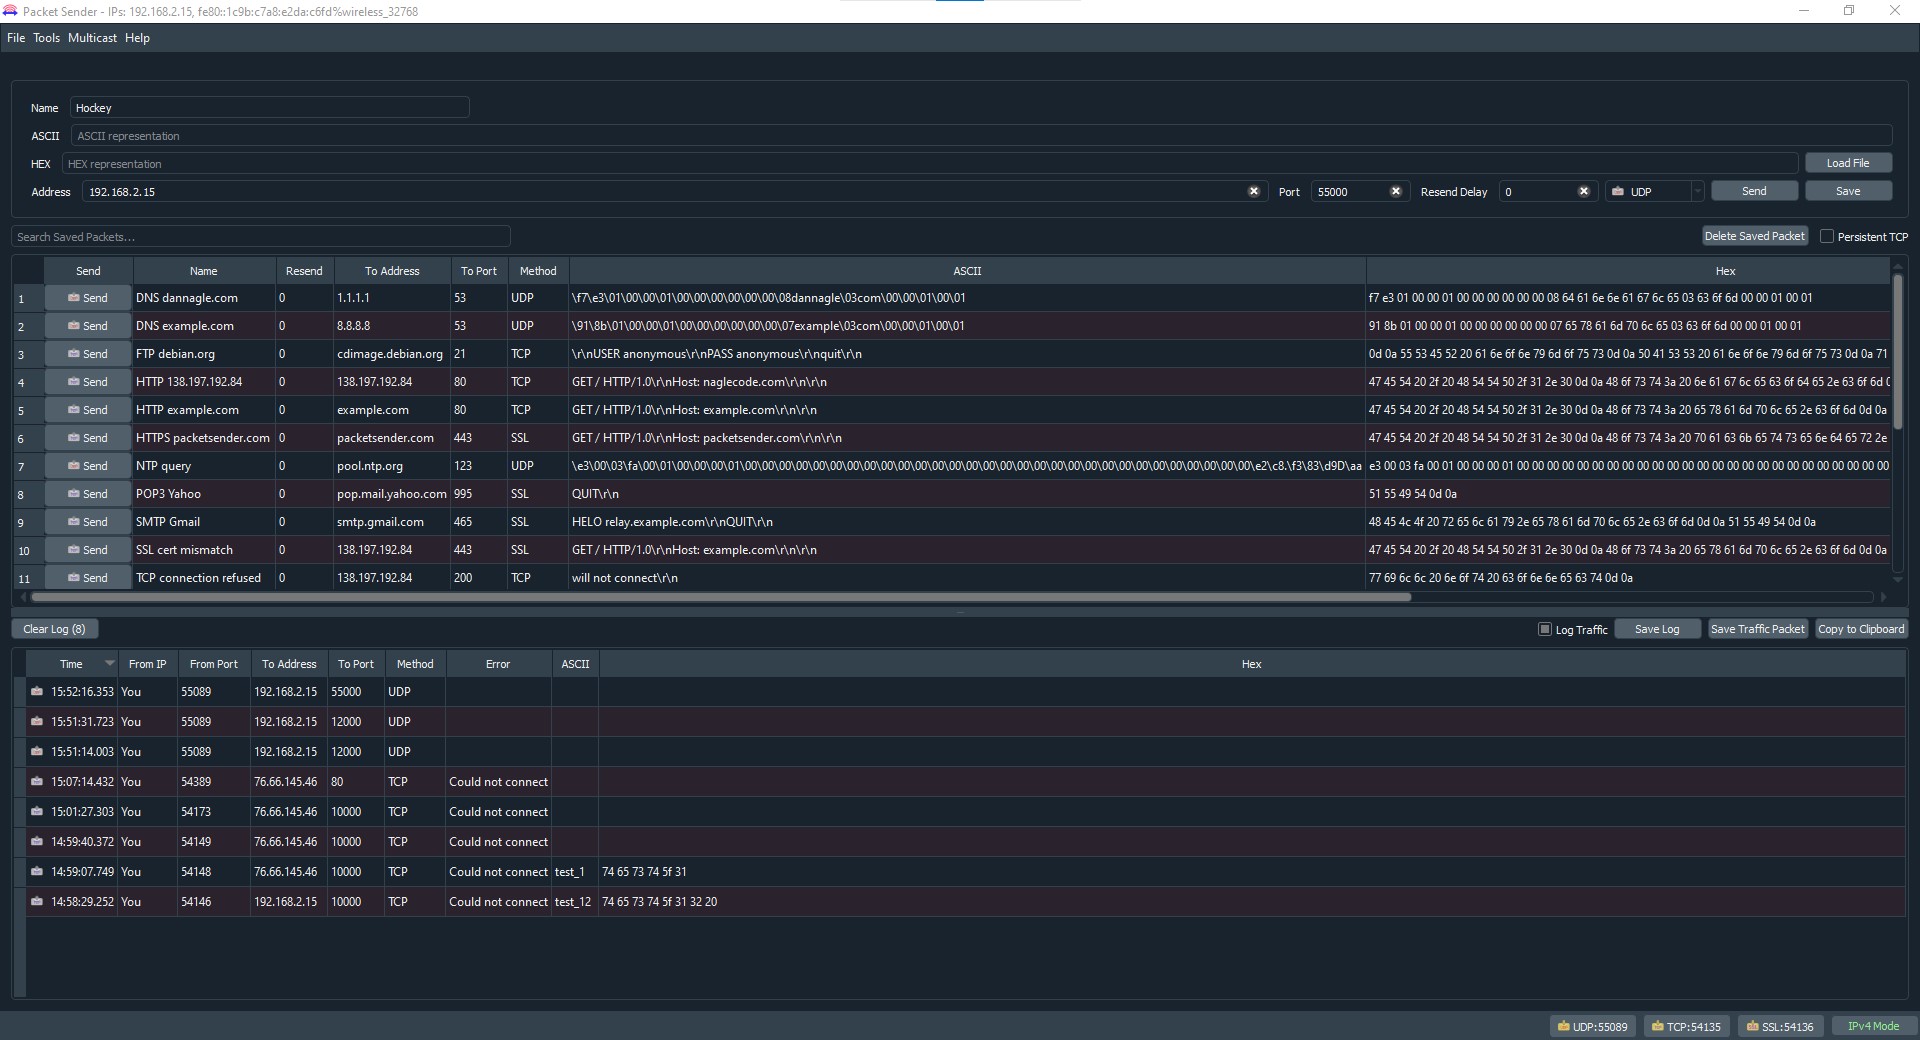 Packet Sender - IPs: 192.168.2.15, fe80::1c9b:c7a8:e2da:c6fd%wireless_32768
File Tools Multicast Help
Name Hockey
ASCII ASCII representation
HEX HEX representation Load File
Address 192.168.2.15 Port 55000 Resend Delay 0 UDP Send Save
Search Saved Packets... Delete Saved Packet Persistent TCP
Send Name Resend To Address To Port Method ASCII Hex
1 Send DNS dannagle.com 0 1.1.1.1 53 UDP \f7\e3\01\00\00\01\00\00\00\00\00\00\08dannagle\03com\00\00\01\00\01 f7 e3 01 00 00 01 00 00 00 00 00 00 08 64 61 6e 6e 61 67 6c 65 03 63 6f 6d 00 00 01 00 01
2 Send DNS example.com 0 8.8.8.8 53 UDP \91\8b\01\00\00\01\00\00\00\00\00\00\07example\03com\00\00\01\00\01 91 8b 01 00 00 01 00 00 00 00 00 00 07 65 78 61 6d 70 6c 65 03 63 6f 6d 00 00 01 00 01
3 Send FTP debian.org 0 cdimage.debian.org 21 TCP \r\nUSER anonymous\r\nPASS anonymous\r\nquit\r\n 0d 0a 55 53 45 52 20 61 6e 6f 6e 79 6d 6f 75 73 0d 0a 50 41 53 53 20 61 6e 6f 6e 79 6d 6f 75 73 0d 0a 71
4 Send HTTP 138.197.192.84 0 138.197.192.84 80 TCP GET / HTTP/1.0\r\nHost: naglecode.com\r\n\r\n 47 45 54 20 2f 20 48 54 54 50 2f 31 2e 30 0d 0a 48 6f 73 74 3a 20 6e 61 67 6c 65 63 6f 64 65 2e 63 6f 6d
5 Send HTTP example.com 0 example.com 80 TCP GET / HTTP/1.0\r\nHost: example.com\r\n\r\n 47 45 54 20 2f 20 48 54 54 50 2f 31 2e 30 0d 0a 48 6f 73 74 3a 20 65 78 61 6d 70 6c 65 2e 63 6f 6d 0d 0a
6 Send HTTPS packetsender.com 0 packetsender.com 443 SSL GET / HTTP/1.0\r\nHost: packetsender.com\r\n\r\n 47 45 54 20 2f 20 48 54 54 50 2f 31 2e 30 0d 0a 48 6f 73 74 3a 20 70 61 63 6b 65 74 73 65 6e 64 65 72 2e
7 Send NTP query 0 pool.ntp.org 123 UDP \e3\00\03\fa\00\01\00\00\00\01\00\00\00\00\00\00\00\00\00\00\00\00\00\00\00\00\00\00\00\00\00\00\00\00\00\00\00\00\00\00\e2\c8.\f3\83\d9D\aa e3 00 03 fa 00 01 00 00 00 01 00 00 00 00 00 00 00 00 00 00 00 00 00 00 00 00 00 00 00 00 00 00 00 00 00
8 Send POP3 Yahoo 0 pop.mail.yahoo.com 995 SSL QUIT\r\n 51 55 49 54 0d 0a
9 Send SMTP Gmail 0 smtp.gmail.com 465 SSL HELO relay.example.com\r\nQUIT\r\n 48 45 4c 4f 20 72 65 6c 61 79 2e 65 78 61 6d 70 6c 65 2e 63 6f 6d 0d 0a 51 55 49 54 0d 0a
10 Send SSL cert mismatch 0 138.197.192.84 443 SSL GET / HTTP/1.0\r\nHost: example.com\r\n\r\n 47 45 54 20 2f 20 48 54 54 50 2f 31 2e 30 0d 0a 48 6f 73 74 3a 20 65 78 61 6d 70 6c 65 2e 63 6f 6d 0d 0a
11 Send TCP connection refused 0 138.197.192.84 200 TCP will not connect\r\n 77 69 6c 6c 20 6e 6f 74 20 63 6f 6e 6e 65 63 74 0d 0a
Clear Log (8) Log Traffic Save Log Save Traffic Packet Copy to Clipboard
Time From IP From Port To Address To Port Method Error ASCII Hex
15:52:16.353 You 55089 192.168.2.15 55000 UDP
15:51:31.723 You 55089 192.168.2.15 12000 UDP
15:51:14.003 You 55089 192.168.2.15 12000 UDP
15:07:14.432 You 54389 76.66.145.46 80 TCP Could not connect
15:01:27.303 You 54173 76.66.145.46 10000 TCP Could not connect
14:59:40.372 You 54149 76.66.145.46 10000 TCP Could not connect
14:59:07.749 You 54148 76.66.145.46 10000 TCP Could not connect test_1 74 65 73 74 5f 31
14:58:29.252 You 54146 192.168.2.15 10000 TCP Could not connect test_12 74 65 73 74 5f 31 32 20
UDP:55089 TCP:54135 SSL:54136 IPv4 Mode